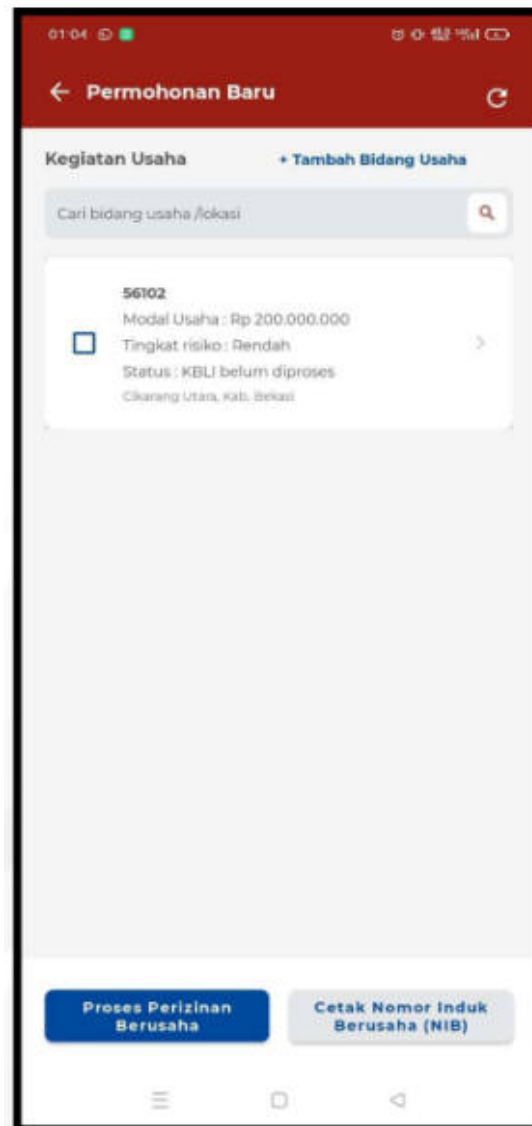 01:04
Permohonan Baru
Kegiatan Usaha + Tambah Bidang Usaha
Cari bidang usaha /lokasi
56102
Modal Usaha : Rp 200.000.000
Tingkat risiko : Rendah
Status : KBLI belum diproses
Cikarang Utara, Kab. Bekasi
Proses Perizinan
Berusaha
Cetak Nomor Induk
Berusaha (NIB)